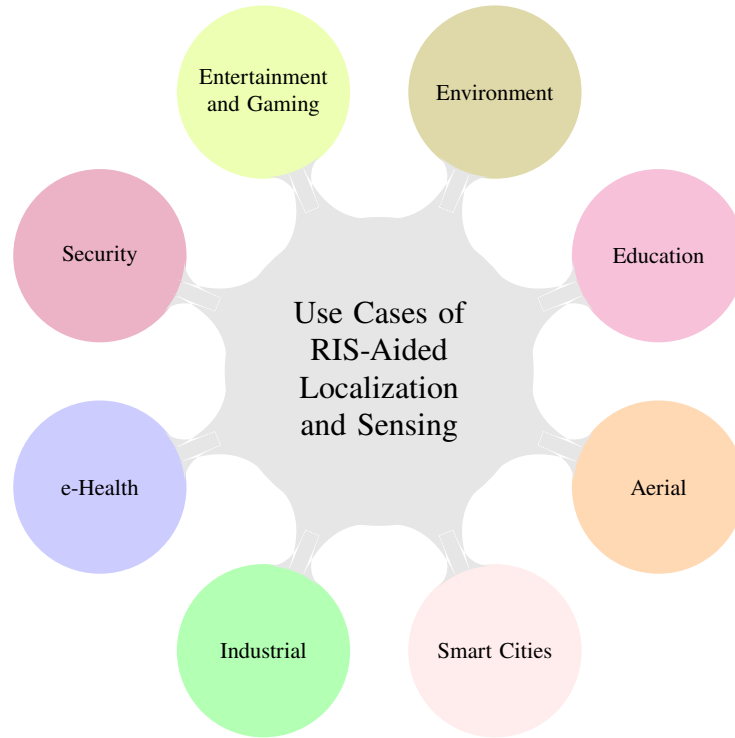 Entertainment
and Gaming
Environment
Security
Education
Use Cases of
RIS-Aided
Localization
and Sensing
e-Health
Aerial
Industrial
Smart Cities